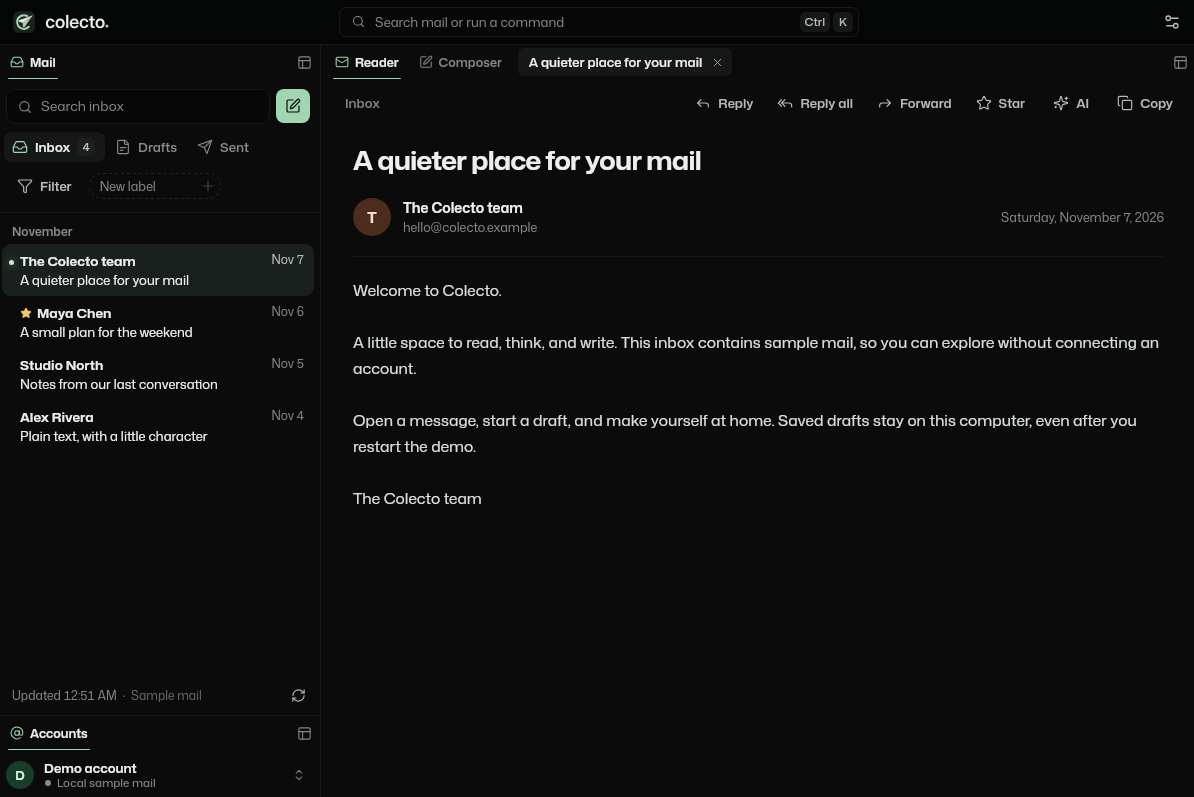 colecto.
Search mail or run a command
Ctrl K
Mail
Reader
Composer
A quieter place for your mail
Search inbox
Inbox
Reply
Reply all
Forward
Star
AI
Copy
Inbox 4
Drafts
Sent
Filter
New label
November
The Colecto team Nov 7
A quieter place for your mail
Maya Chen Nov 6
A small plan for the weekend
Studio North Nov 5
Notes from our last conversation
Alex Rivera Nov 4
Plain text, with a little character
Updated 12:51 AM · Sample mail
Accounts
D
Demo account
Local sample mail
A quieter place for your mail
T
The Colecto team
hello@colecto.example
Saturday, November 7, 2026
Welcome to Colecto.
A little space to read, think, and write. This inbox contains sample mail, so you can explore without connecting an
account.
Open a message, start a draft, and make yourself at home. Saved drafts stay on this computer, even after you
restart the demo.
The Colecto team